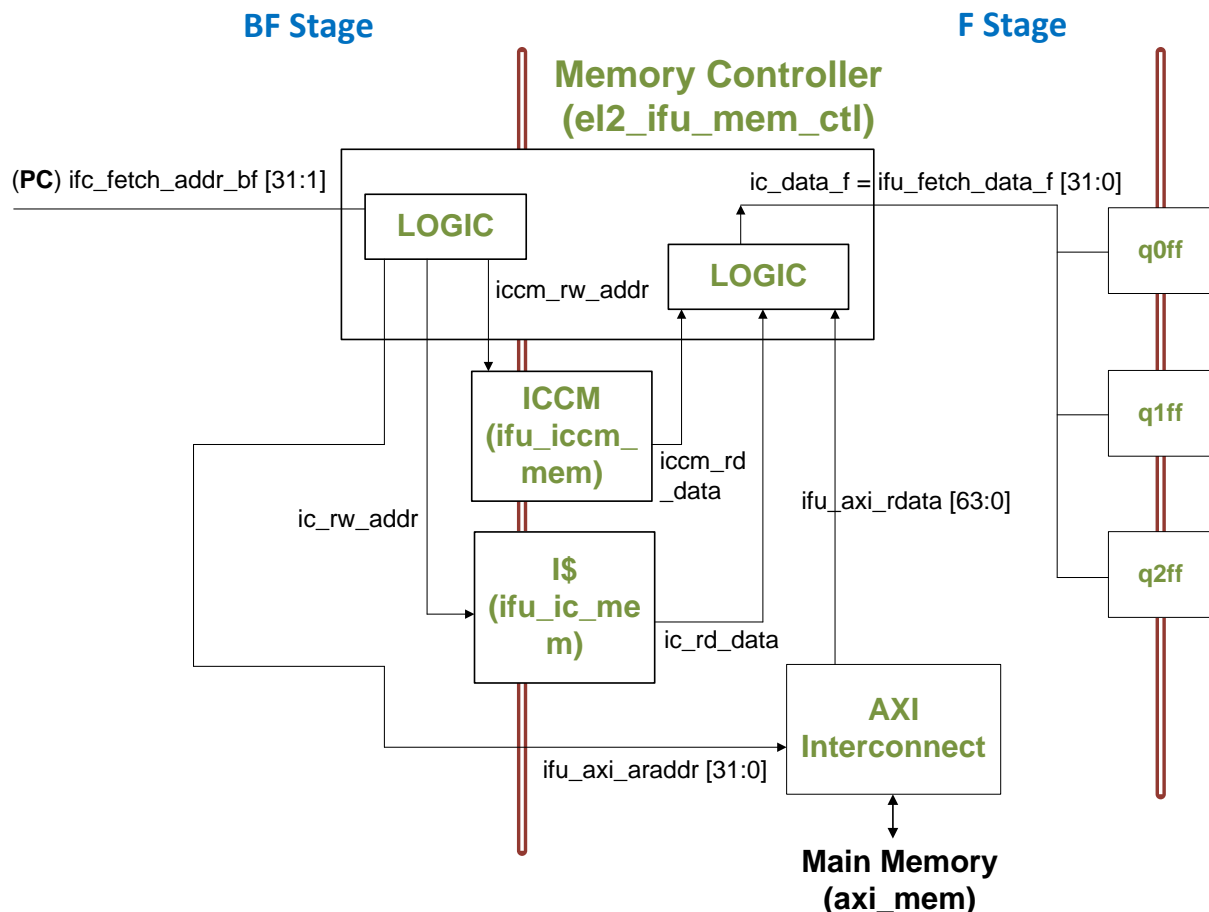 BF Stage
F Stage
Memory Controller
(el2_ifu_mem_ctl)
(PC) ifc_fetch_addr_bf [31:1]
ic_data_f = ifu_fetch_data_f [31:0]
LOGIC
q0ff
LOGIC
iccm_rw_addr
ICCM
(ifu_iccm_
mem)
q1ff
iccm_rd
_data
ifu_axi_rdata [63:0]
ic_rw_addr
I$
(ifu_ic_me
m)
q2ff
ic_rd_data
AXI
Interconnect
ifu_axi_araddr [31:0]
Main Memory
(axi_mem)